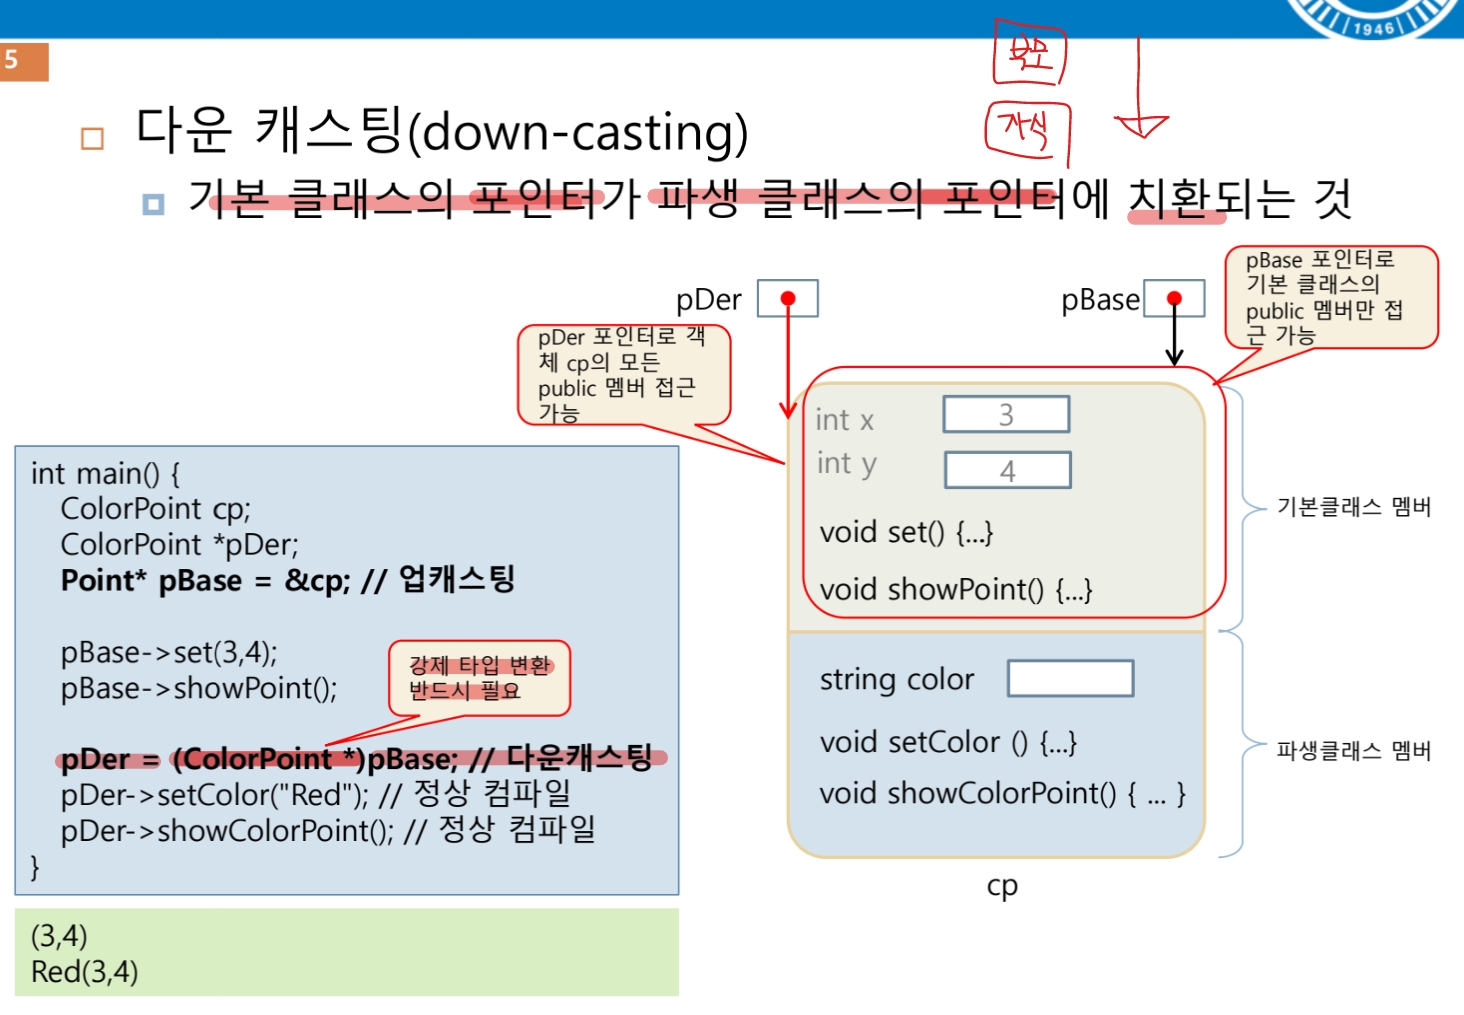 1946
5
부모
자식
다운 캐스팅(down-casting)
기본 클래스의 포인터가 파생 클래스의 포인터에 치환되는 것
pDer
pBase
pBase 포인터로
기본 클래스의
public 멤버만 접
근 가능
pDer 포인터로 객
체 cp의 모든
public 멤버 접근
가능
int x
3
int y
4
void set() {...}
void showPoint() {...}
기본클래스 멤버
string color
void setColor () {...}
void showColorPoint() { ... }
파생클래스 멤버
cp
int main() {
ColorPoint cp;
ColorPoint *pDer;
Point* pBase = &cp; // 업캐스팅
pBase->set(3,4);
pBase->showPoint();
강제 타입 변환
반드시 필요
pDer = (ColorPoint *)pBase; // 다운캐스팅
pDer->setColor("Red"); // 정상 컴파일
pDer->showColorPoint(); // 정상 컴파일
}
(3,4)
Red(3,4)